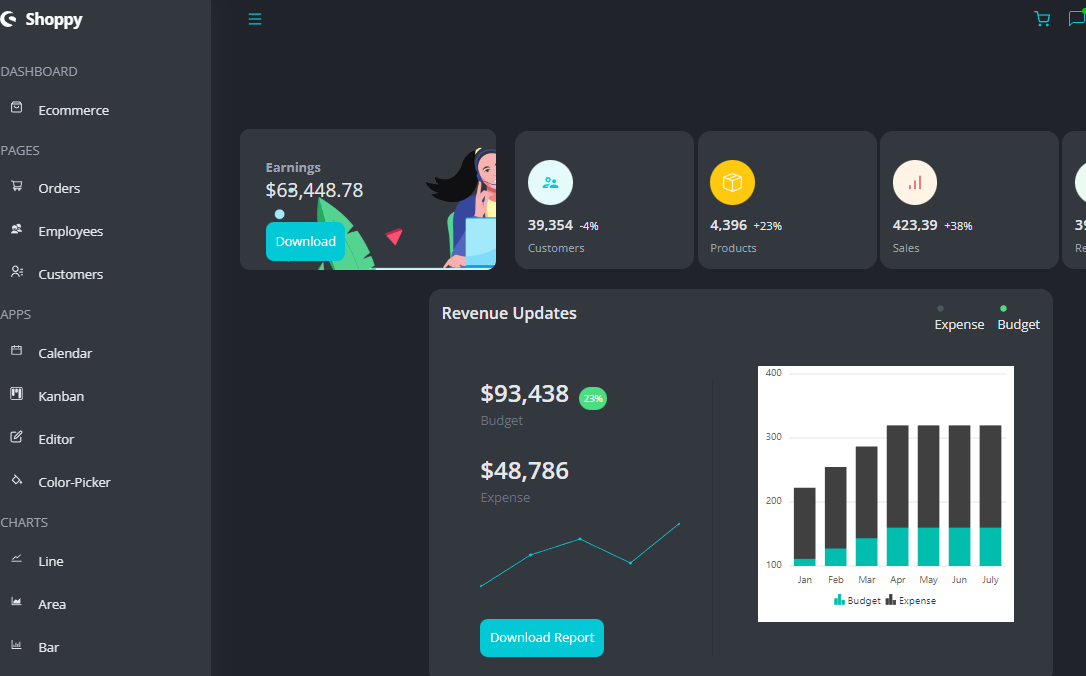 Shoppy
DASHBOARD
Ecommerce
PAGES
Orders
Employees
Customers
APPS
Calendar
Kanban
Editor
Color-Picker
CHARTS
Line
Area
Bar
Earnings
$63,448.78
Download
39,354 -4%
Customers
4,396 +23%
Products
423,39 +38%
Sales
Revenue Updates
Expense Budget
$93,438 23%
Budget
$48,786
Expense
Download Report
400
300
200
100
Jan Feb Mar Apr May Jun July
Budget Expense